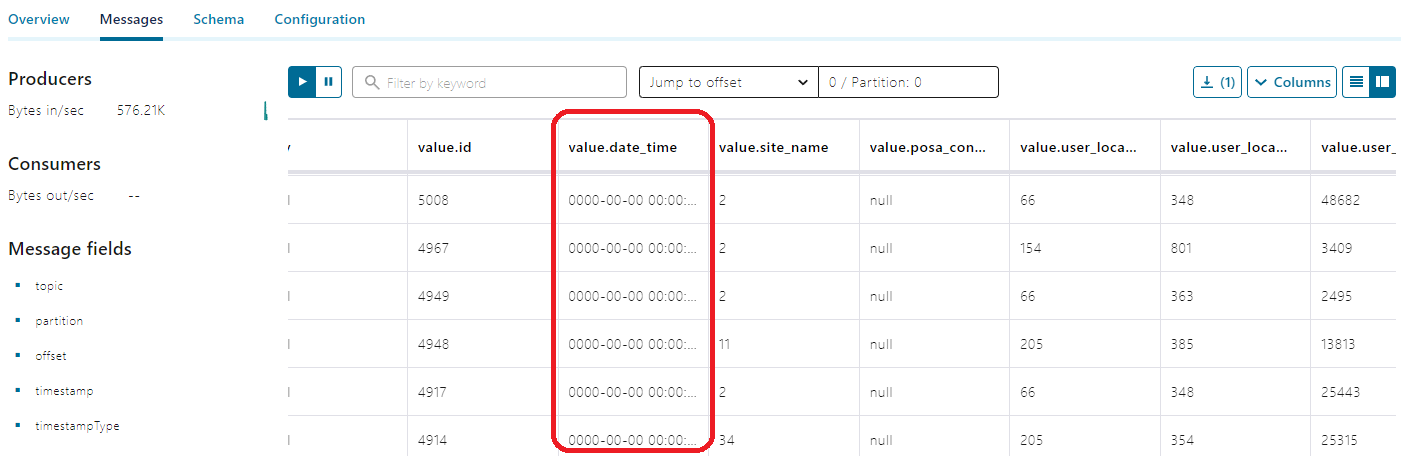 Overview Messages Schema Configuration
Producers
Bytes in/sec 576.21K
Consumers
Bytes out/sec --
Message fields
topic
partition
offset
timestamp
timestampType
Filter by keyword Jump to offset 0 / Partition: 0 (1) Columns
value.id value.date_time value.site_name value.posa_con... value.user_loca... value.user_loca... value.user_
5008 0000-00-00 00:00:... 2 null 66 348 48682
4967 0000-00-00 00:00:... 2 null 154 801 3409
4949 0000-00-00 00:00:... 2 null 66 363 2495
4948 0000-00-00 00:00:... 11 null 205 385 13813
4917 0000-00-00 00:00:... 2 null 66 348 25443
4914 0000-00-00 00:00:... 34 null 205 354 25315